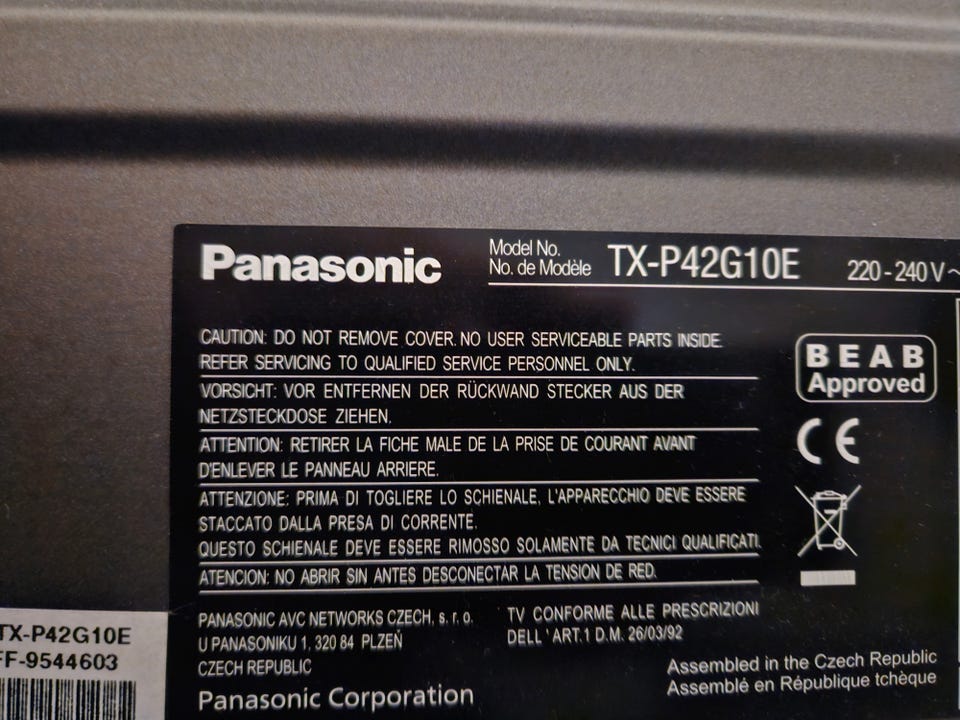 Panasonic
Model No.
No. de Modèle
TX-P42G10E
220 - 240 V ~
CAUTION: DO NOT REMOVE COVER. NO USER SERVICEABLE PARTS INSIDE.
REFER SERVICING TO QUALIFIED SERVICE PERSONNEL ONLY.
VORSICHT: VOR ENTFERNEN DER RÜCKWAND STECKER AUS DER
NETZSTECKDOSE ZIEHEN.
ATTENTION: RETIRER LA FICHE MALE DE LA PRISE DE COURANT AVANT
D'ENLEVER LE PANNEAU ARRIERE.
ATTENZIONE: PRIMA DI TOGLIERE LO SCHIENALE, L'APPARECCHIO DEVE ESSERE
STACCATO DALLA PRESA DI CORRENTE.
QUESTO SCHIENALE DEVE ESSERE RIMOSSO SOLAMENTE DA TECNICI QUALIFICATI.
ATENCION: NO ABRIR SIN ANTES DESCONECTAR LA TENSION DE RED.
BEAB
Approved
CE
PANASONIC AVC NETWORKS CZECH, s. r. o.
U PANASONIKU 1, 320 84 PLZEŇ
CZECH REPUBLIC
TV CONFORME ALLE PRESCRIZIONI
DELL ' ART.1 D.M. 26/03/92
Panasonic Corporation
Assembled in the Czech Republic
Assemblé en République tchèque
TX-P42G10E
FF-9544603